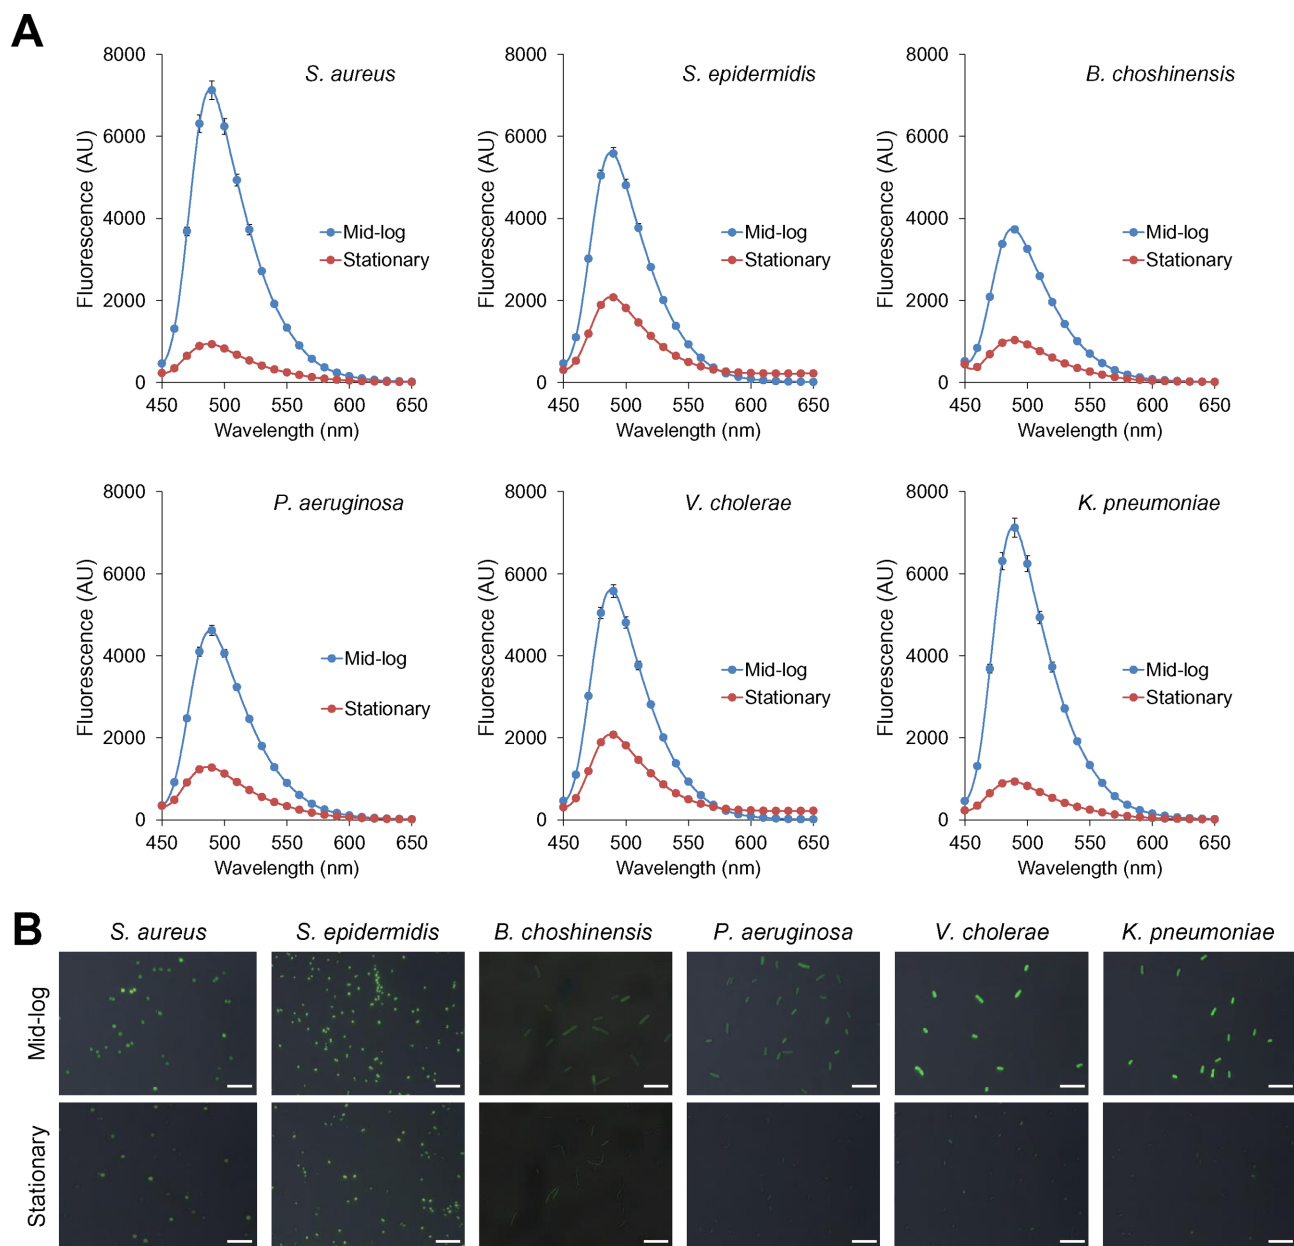 A
S. aureus
8000
6000
4000
2000
0
Fluorescence (AU)
Mid-log
Stationary
450 500 550 600 650
Wavelength (nm)
S. epidermidis
8000
6000
4000
2000
0
Fluorescence (AU)
Mid-log
Stationary
450 500 550 600 650
Wavelength (nm)
B. choshinensis
8000
6000
4000
2000
0
Fluorescence (AU)
Mid-log
Stationary
450 500 550 600 650
Wavelength (nm)
P. aeruginosa
8000
6000
4000
2000
0
Fluorescence (AU)
Mid-log
Stationary
450 500 550 600 650
Wavelength (nm)
V. cholerae
8000
6000
4000
2000
0
Fluorescence (AU)
Mid-log
Stationary
450 500 550 600 650
Wavelength (nm)
K. pneumoniae
8000
6000
4000
2000
0
Fluorescence (AU)
Mid-log
Stationary
450 500 550 600 650
Wavelength (nm)
B
S. aureus S. epidermidis B. choshinensis P. aeruginosa V. cholerae K. pneumoniae
Mid-log
Stationary